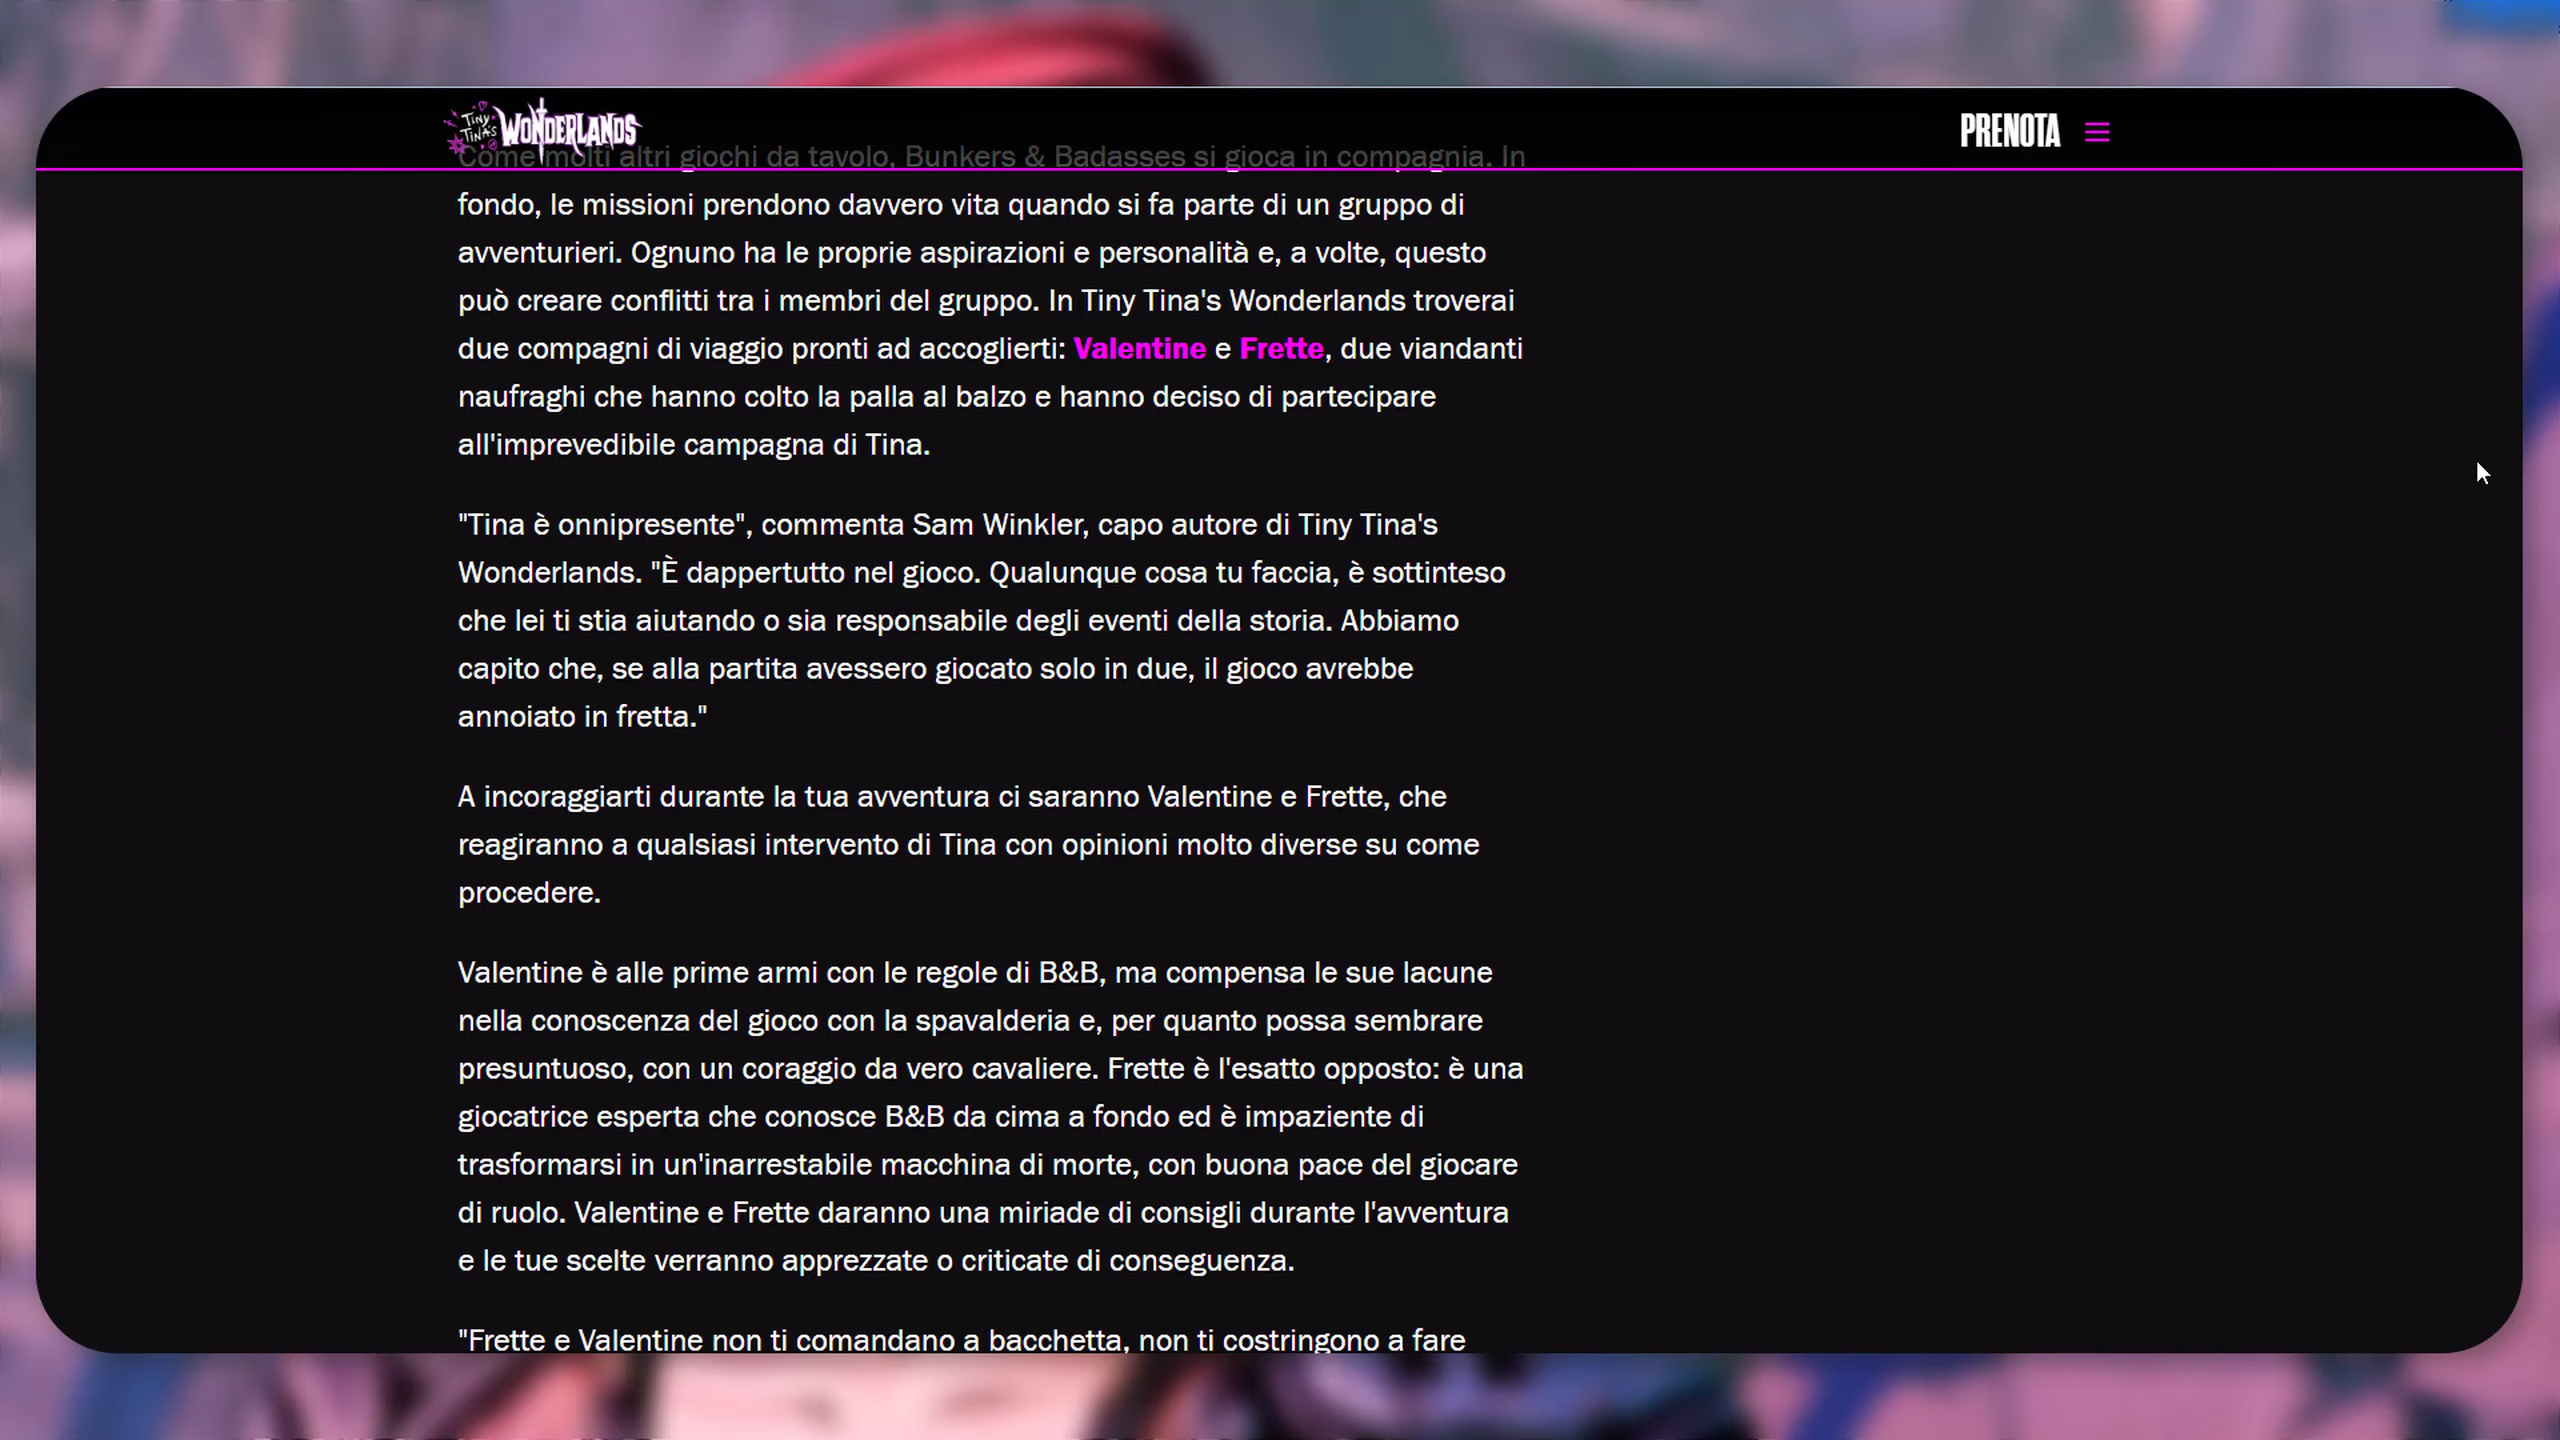 TINY TINA'S WONDERLANDS
PRENOTA
Come molti altri giochi da tavolo, Bunkers & Badasses si gioca in compagnia. In
fondo, le missioni prendono davvero vita quando si fa parte di un gruppo di
avventurieri. Ognuno ha le proprie aspirazioni e personalità e, a volte, questo
può creare conflitti tra i membri del gruppo. In Tiny Tina's Wonderlands troverai
due compagni di viaggio pronti ad accoglierti: Valentine e Frette, due viandanti
naufraghi che hanno colto la palla al balzo e hanno deciso di partecipare
all'imprevedibile campagna di Tina.
"Tina è onnipresente", commenta Sam Winkler, capo autore di Tiny Tina's
Wonderlands. "È dappertutto nel gioco. Qualunque cosa tu faccia, è sottinteso
che lei ti stia aiutando o sia responsabile degli eventi della storia. Abbiamo
capito che, se alla partita avessero giocato solo in due, il gioco avrebbe
annoiato in fretta."
A incoraggiarti durante la tua avventura ci saranno Valentine e Frette, che
reagiranno a qualsiasi intervento di Tina con opinioni molto diverse su come
procedere.
Valentine è alle prime armi con le regole di B&B, ma compensa le sue lacune
nella conoscenza del gioco con la spavalderia e, per quanto possa sembrare
presuntuoso, con un coraggio da vero cavaliere. Frette è l'esatto opposto: è una
giocatrice esperta che conosce B&B da cima a fondo ed è impaziente di
trasformarsi in un'inarrestabile macchina di morte, con buona pace del giocare
di ruolo. Valentine e Frette daranno una miriade di consigli durante l'avventura
e le tue scelte verranno apprezzate o criticate di conseguenza.
"Frette e Valentine non ti comandano a bacchetta, non ti costringono a fare